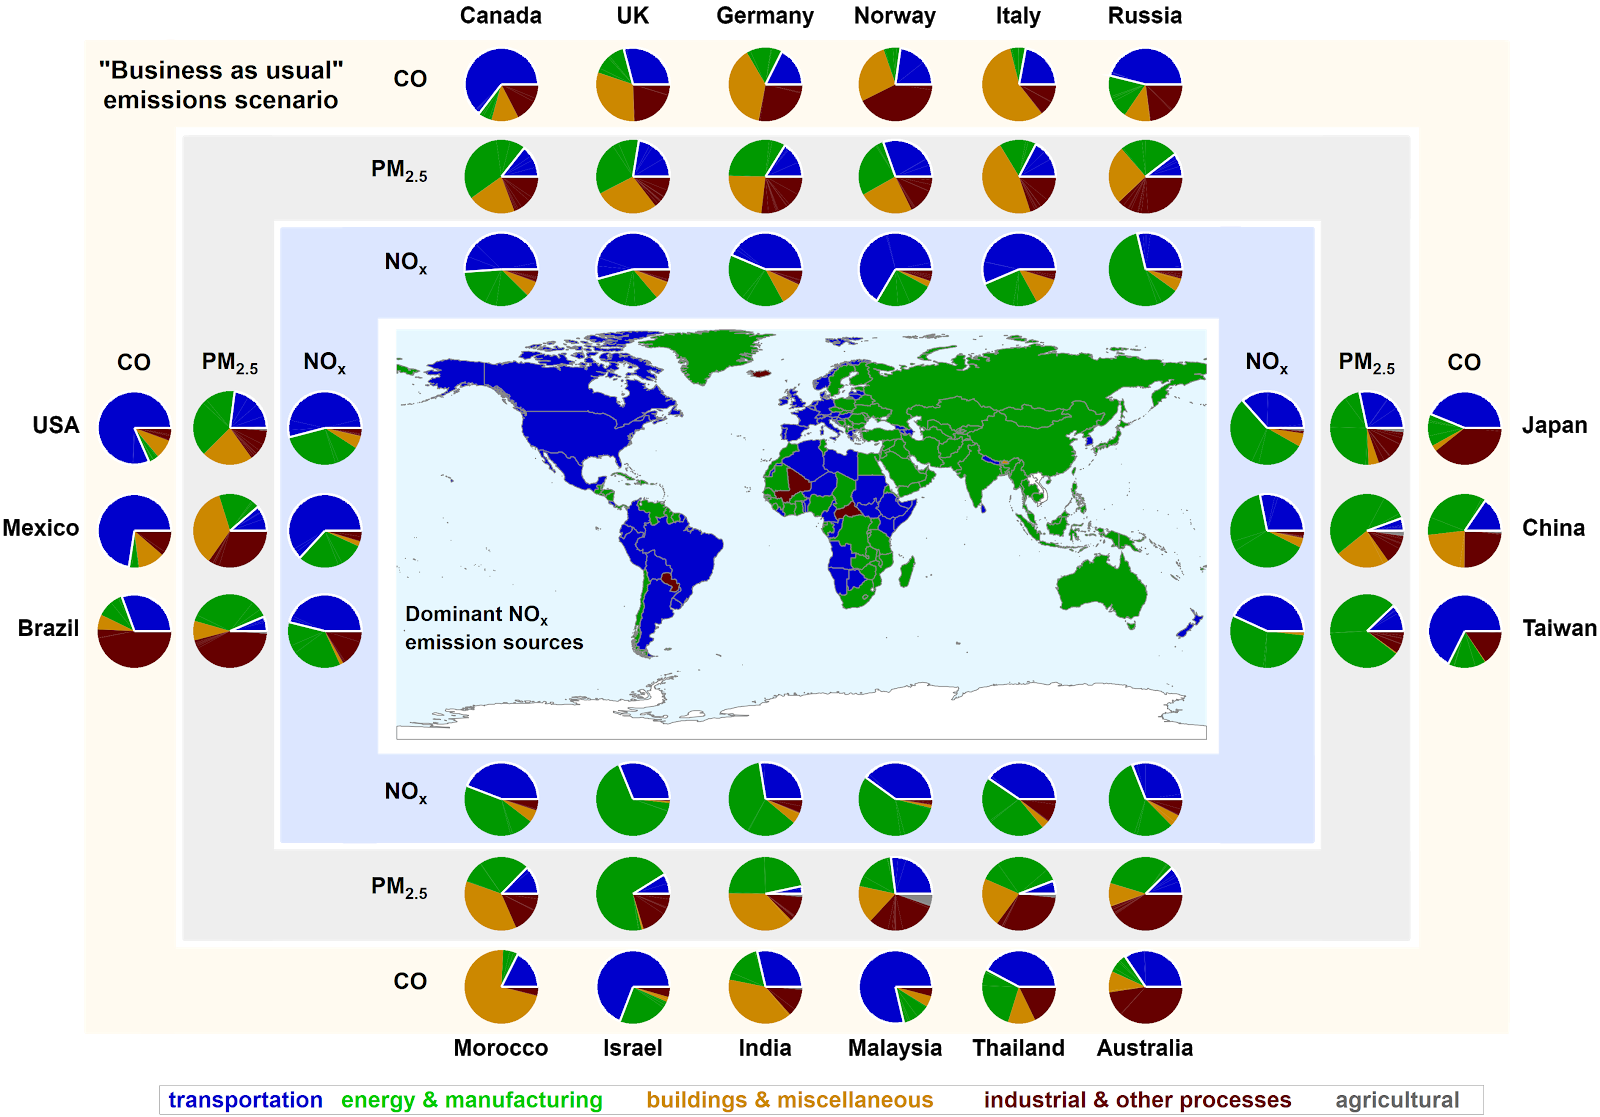 Canada UK Germany Norway Italy Russia
"Business as usual"
emissions scenario
CO
PM2.5
NOx
CO PM2.5 NOx
NOx PM2.5 CO
USA
Japan
Mexico
China
Brazil
Taiwan
Dominant NOx
emission sources
NOx
PM2.5
CO
Morocco Israel India Malaysia Thailand Australia
transportation energy & manufacturing buildings & miscellaneous industrial & other processes agricultural